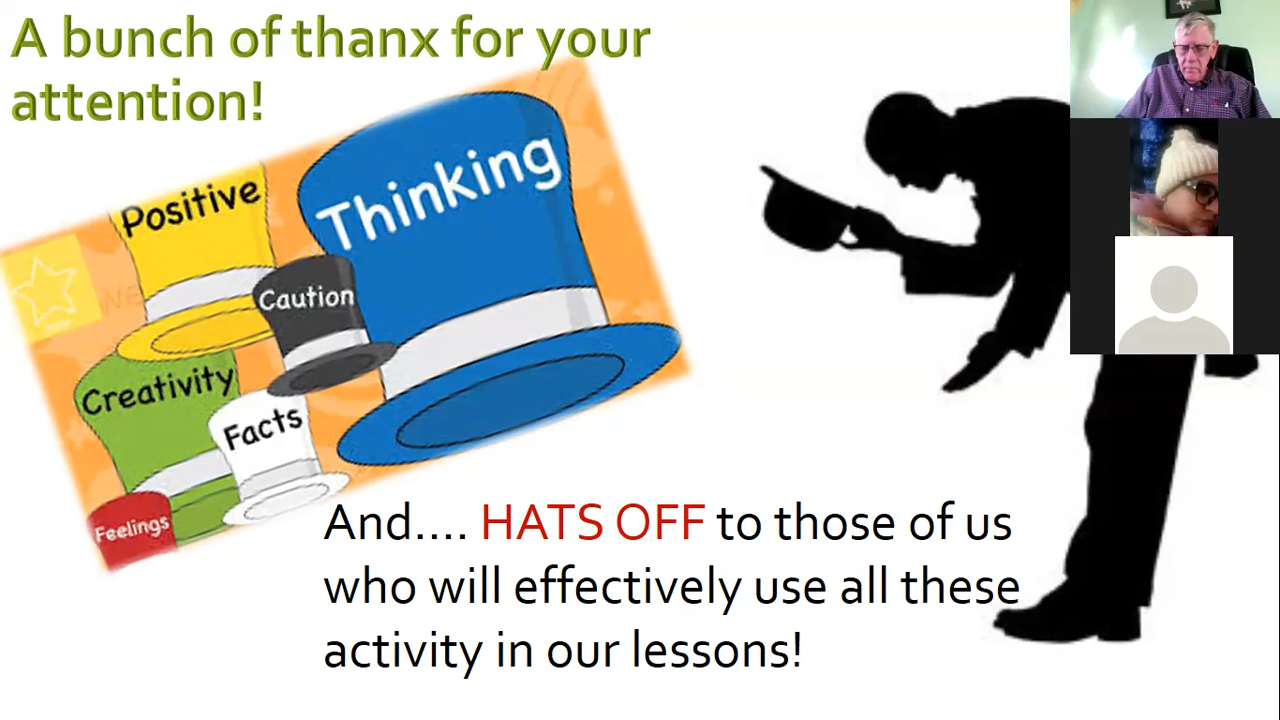 A bunch of thanx for your
attention!
Thinking
Positive
Caution
Creativity
Facts
Feelings
And.... HATS OFF to those of us
who will effectively use all these
activity in our lessons!